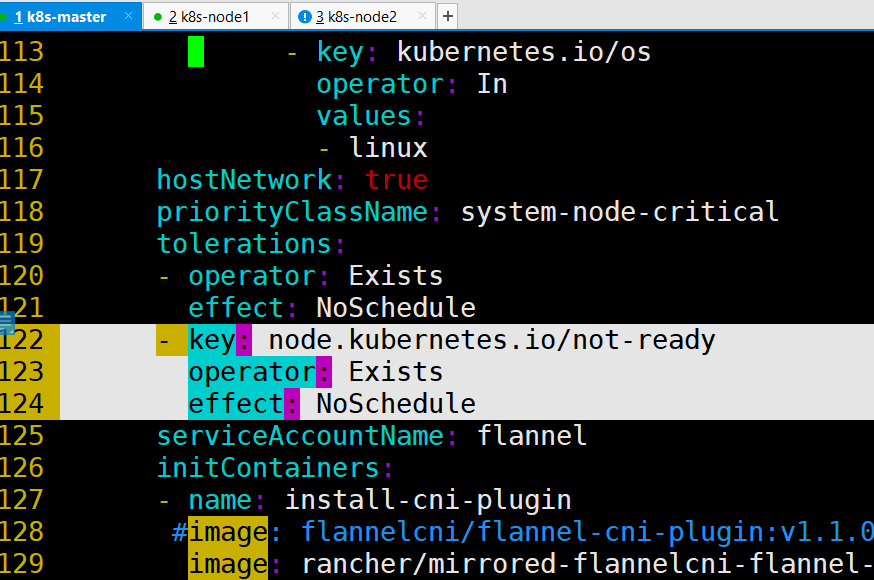 1 k8s-master × 2 k8s-node1 × 3 k8s-node2 × +
113 - key: kubernetes.io/os
114 operator: In
115 values:
116 - linux
117 hostNetwork: true
118 priorityClassName: system-node-critical
119 tolerations:
120 - operator: Exists
121 effect: NoSchedule
122 - key: node.kubernetes.io/not-ready
123 operator: Exists
124 effect: NoSchedule
125 serviceAccountName: flannel
126 initContainers:
127 - name: install-cni-plugin
128 #image: flannelcni/flannel-cni-plugin:v1.1.0
129 image: rancher/mirrored-flannelcni-flannel-